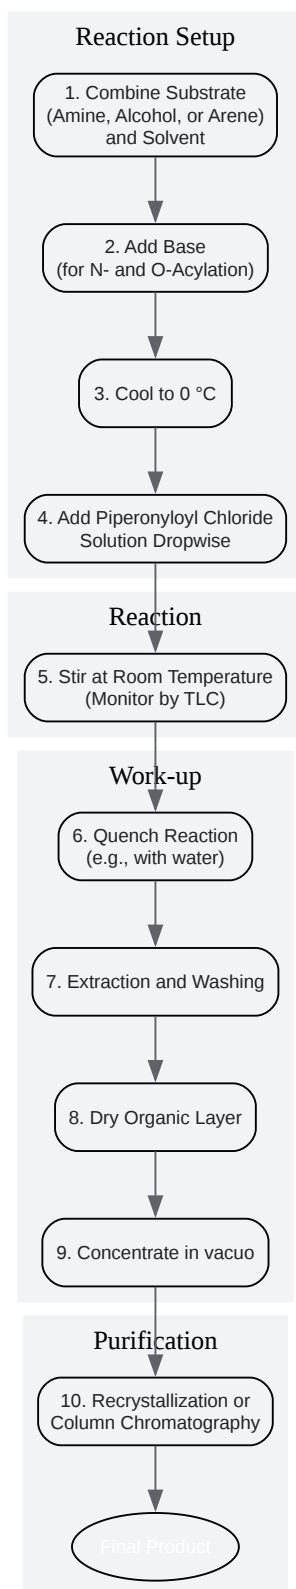 Reaction Setup
1. Combine Substrate
(Amine, Alcohol, or Arene)
and Solvent
2. Add Base
(for N- and O-Acylation)
3. Cool to 0 °C
4. Add Piperonyloyl Chloride
Solution Dropwise
Reaction
5. Stir at Room Temperature
(Monitor by TLC)
Work-up
6. Quench Reaction
(e.g., with water)
7. Extraction and Washing
8. Dry Organic Layer
9. Concentrate in vacuo
Purification
10. Recrystallization or
Column Chromatography
Final Product